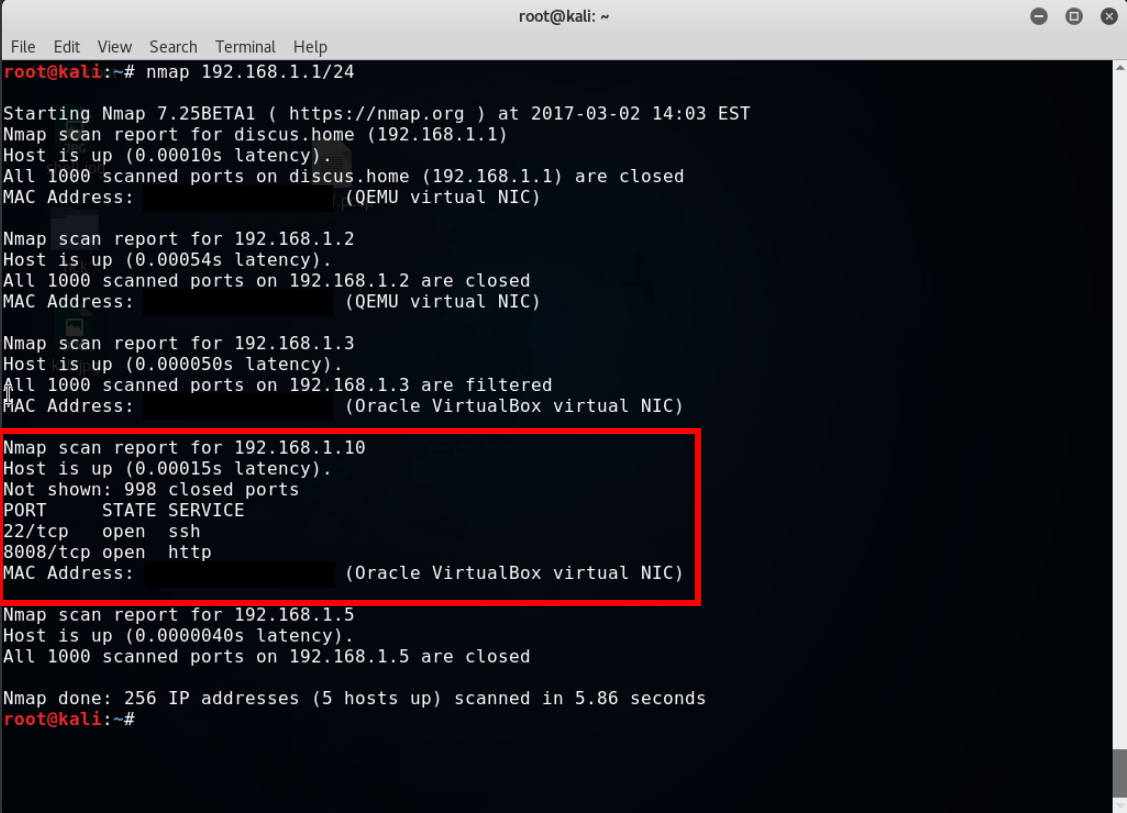 root@kali: ~
File Edit View Search Terminal Help
root@kali:~# nmap 192.168.1.1/24
Starting Nmap 7.25BETA1 ( https://nmap.org ) at 2017-03-02 14:03 EST
Nmap scan report for discus.home (192.168.1.1)
Host is up (0.00010s latency).
All 1000 scanned ports on discus.home (192.168.1.1) are closed
MAC Address: (QEMU virtual NIC)
Nmap scan report for 192.168.1.2
Host is up (0.00054s latency).
All 1000 scanned ports on 192.168.1.2 are closed
MAC Address: (QEMU virtual NIC)
Nmap scan report for 192.168.1.3
Host is up (0.000050s latency).
All 1000 scanned ports on 192.168.1.3 are filtered
MAC Address: (Oracle VirtualBox virtual NIC)
Nmap scan report for 192.168.1.10
Host is up (0.00015s latency).
Not shown: 998 closed ports
PORT     STATE SERVICE
22/tcp   open  ssh
8008/tcp open  http
MAC Address: (Oracle VirtualBox virtual NIC)
Nmap scan report for 192.168.1.5
Host is up (0.0000040s latency).
All 1000 scanned ports on 192.168.1.5 are closed
Nmap done: 256 IP addresses (5 hosts up) scanned in 5.86 seconds
root@kali:~#